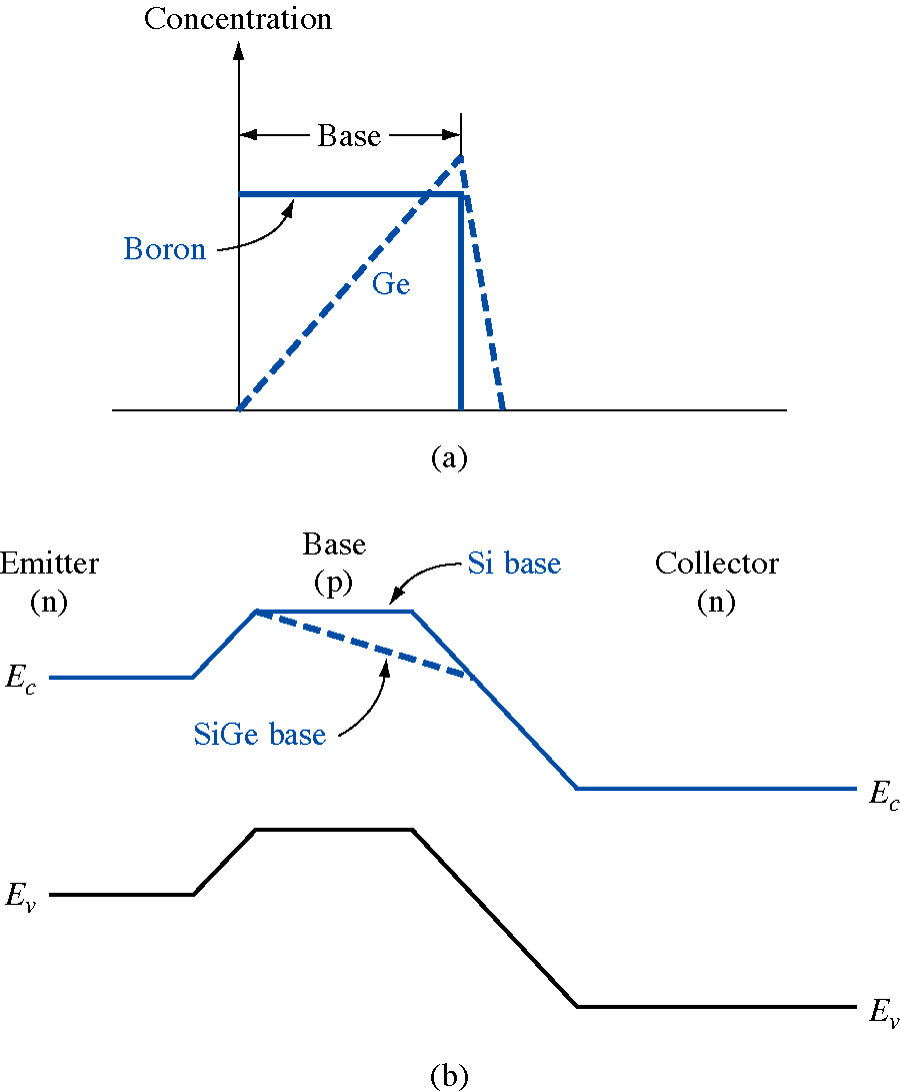 Concentration
Base
Boron
Ge
(a)
Emitter
(n)
Base
(p)
Si base
Collector
(n)
E_c
SiGe base
E_c
E_v
E_v
(b)